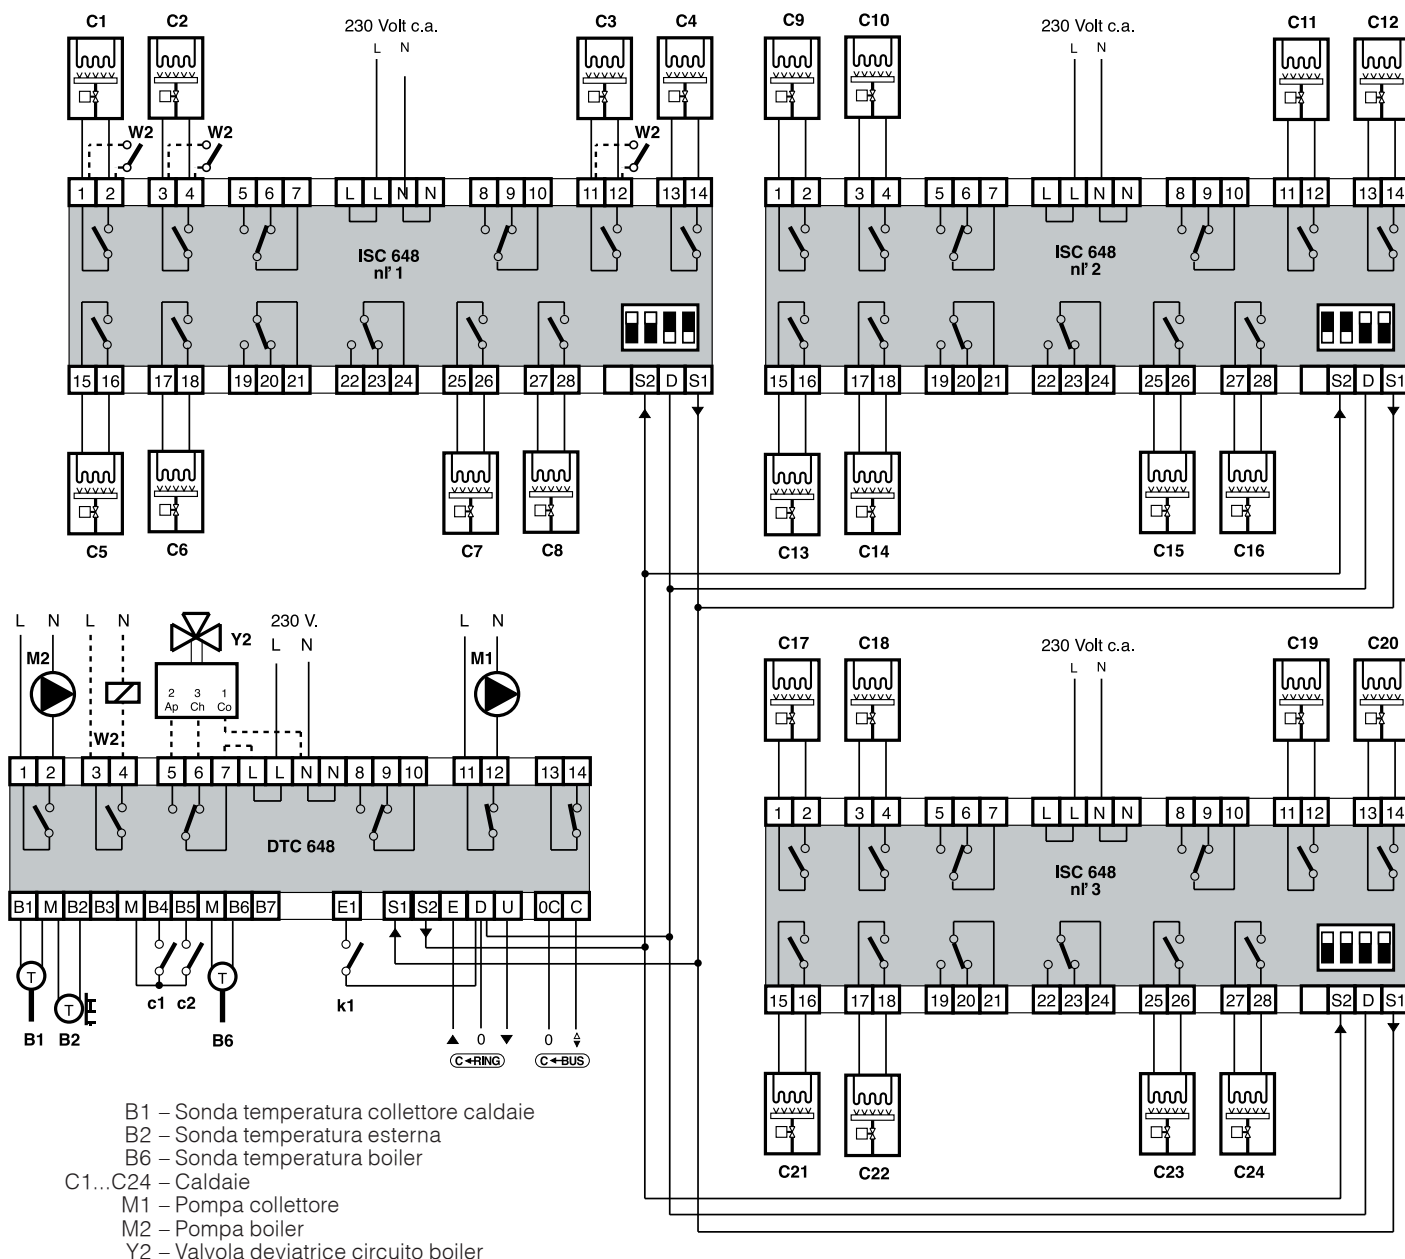 C1 C2 230 Volt c.a. C3 C4 C9 C10 230 Volt c.a. C11 C12
L N L N
W2 W2 W2
1 2 3 4 5 6 7 L L N N 8 9 10 11 12 13 14
ISC 648
nl' 1
15 16 17 18 19 20 21 22 23 24 25 26 27 28 S2 D S1
C5 C6 C7 C8
1 2 3 4 5 6 7 L L N N 8 9 10 11 12 13 14
ISC 648
nl' 2
15 16 17 18 19 20 21 22 23 24 25 26 27 28 S2 D S1
C13 C14 C15 C16
L N L N 230 V. L N
M2 Y2 L N M1
2 3 1
Ap Ch Co
W2
1 2 3 4 5 6 7 L L N N 8 9 10 11 12 13 14
DTC 648
B1 M B2 B3 M B4 B5 M B6 B7 E1 S1 S2 E D U 0C C
T T T
c1 c2 k1
B1 B2 B6
0 0
C RING C BUS
C17 C18 230 Volt c.a. C19 C20
L N
1 2 3 4 5 6 7 L L N N 8 9 10 11 12 13 14
ISC 648
nl' 3
15 16 17 18 19 20 21 22 23 24 25 26 27 28 S2 D S1
C21 C22 C23 C24
B1 – Sonda temperatura collettore caldaie
B2 – Sonda temperatura esterna
B6 – Sonda temperatura boiler
C1...C24 – Caldaie
M1 – Pompa collettore
M2 – Pompa boiler
Y2 – Valvola deviatrice circuito boiler